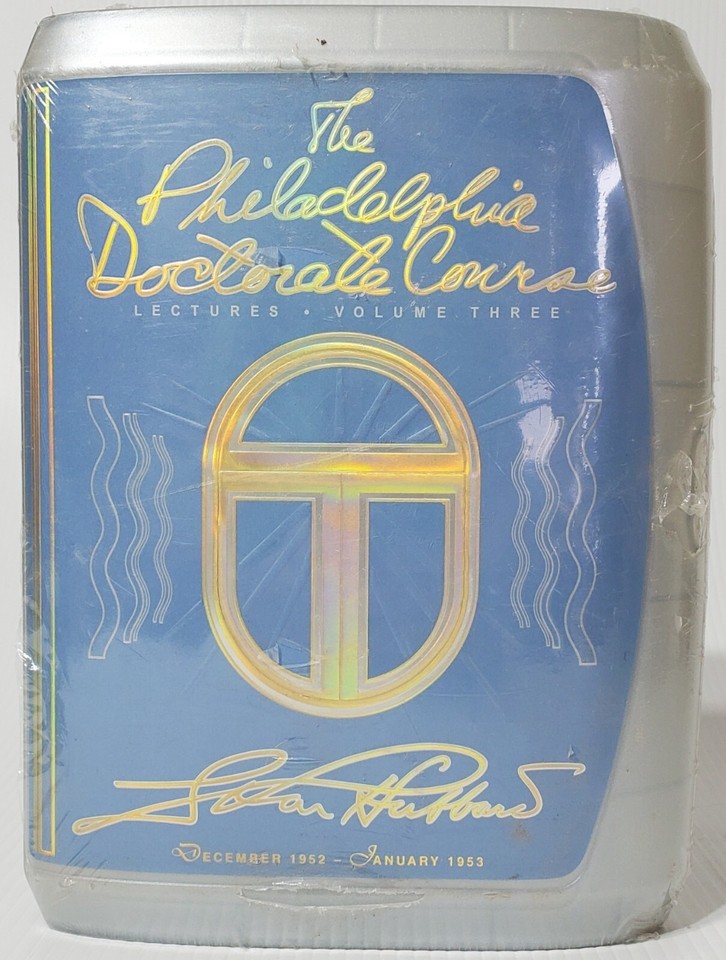 The
Philadelphia
Doctorate Course
LECTURES • VOLUME THREE
L Ron Hubbard
DECEMBER 1952 – JANUARY 1953